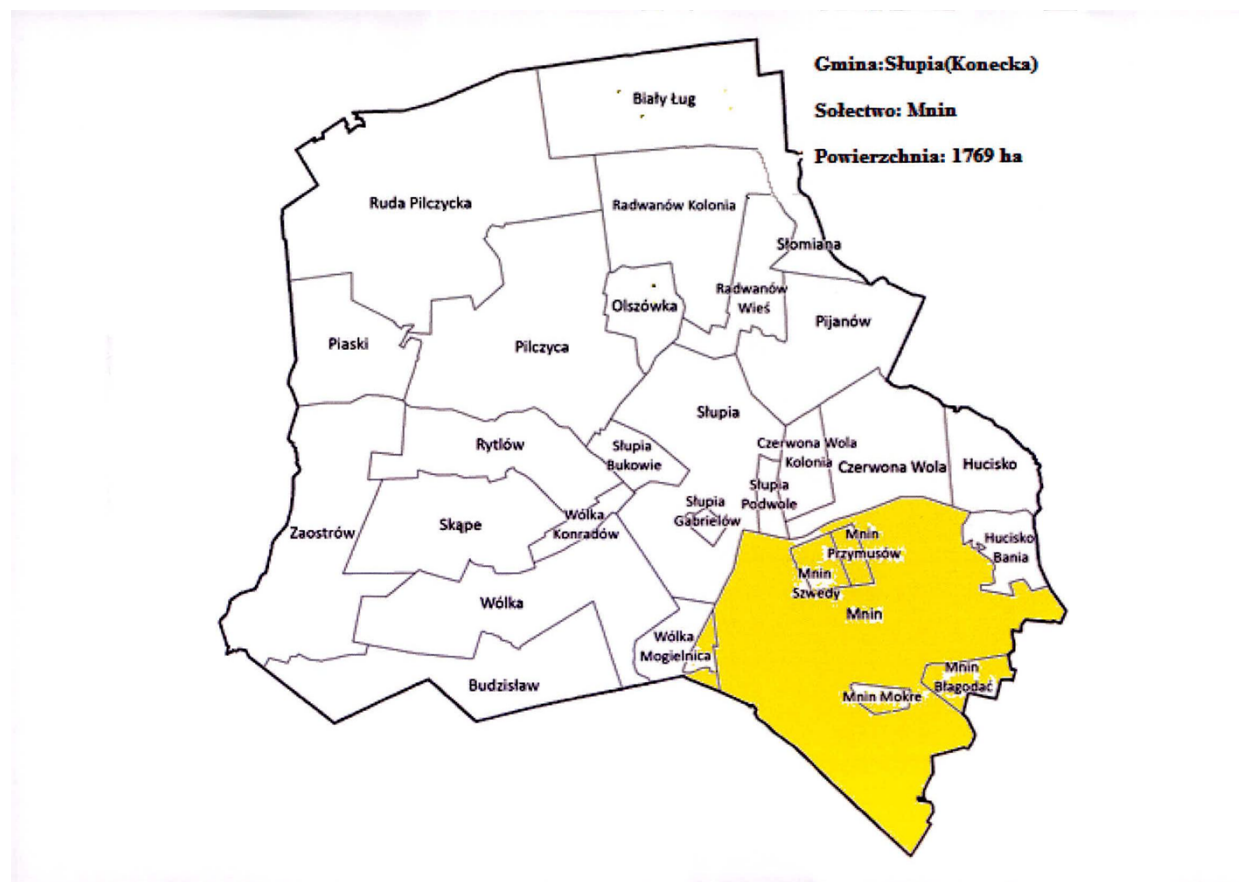 Gmina:Słupia(Konecka)
Sołectwo: Mnin
Powierzchnia: 1769 ha
Biały Ług
Ruda Pilczycka
Radwanów Kolonia
Słomiana
Radwanów
Wieś
Olszówka
Pijanów
Piaski
Pilczyca
Słupia
Rytlów
Słupia
Bukowie
Czerwona Wola
Kolonia
Czerwona Wola
Hucisko
Słupia
Podwole
Słupia
Gabrielów
Zaostrów
Skąpe
Wólka
Konradów
Mnin
Przymusów
Hucisko
Bania
Mnin
Szwedy
Wólka
Mnin
Wólka
Mogielnica
Mnin
Błagodać
Budzisław
Mnin Mokre